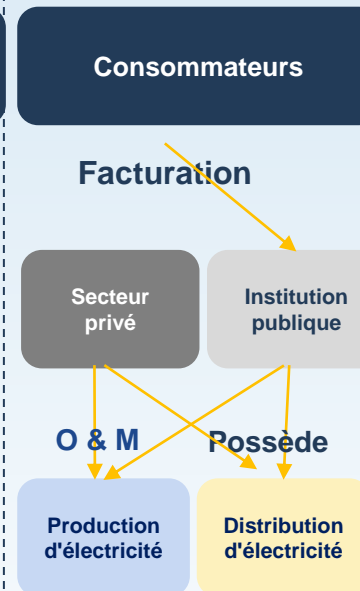 Consommateurs
Facturation
Secteur
privé
Institution
publique
O & M
Possède
Production
d'électricité
Distribution
d'électricité